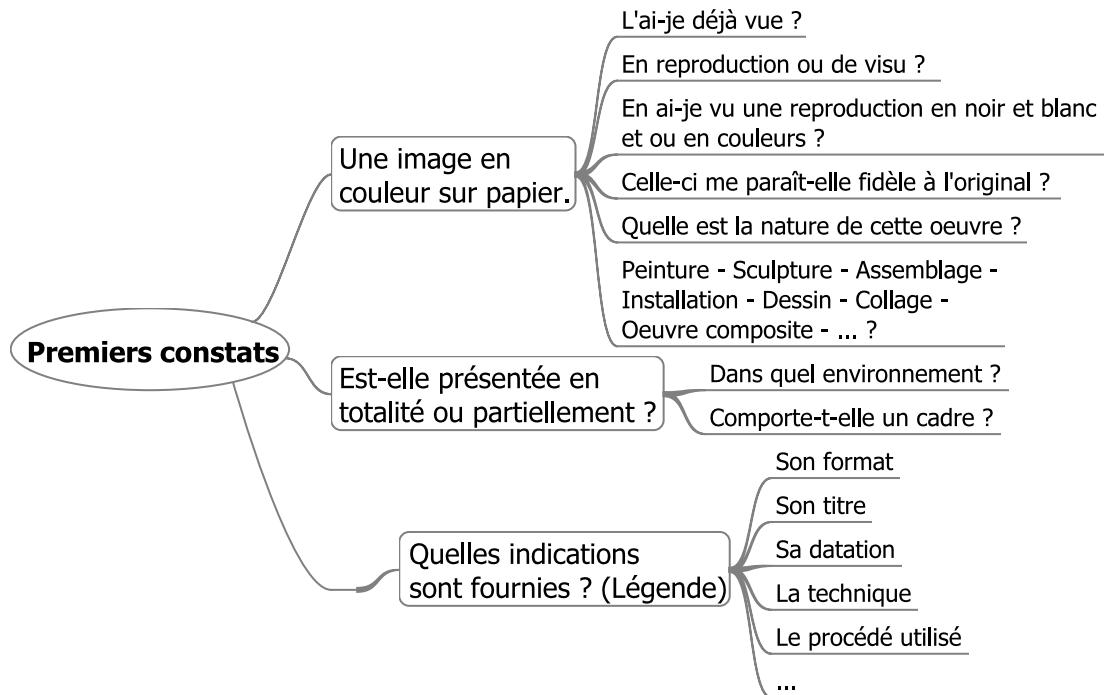 Premiers constats
Une image en
couleur sur papier.
L'ai-je déjà vue ?
En reproduction ou de visu ?
En ai-je vu une reproduction en noir et blanc
et ou en couleurs ?
Celle-ci me paraît-elle fidèle à l'original ?
Quelle est la nature de cette oeuvre ?
Peinture - Sculpture - Assemblage -
Installation - Dessin - Collage -
Oeuvre composite - ... ?
Est-elle présentée en
totalité ou partiellement ?
Dans quel environnement ?
Comporte-t-elle un cadre ?
Quelles indications
sont fournies ? (Légende)
Son format
Son titre
Sa datation
La technique
Le procédé utilisé
...